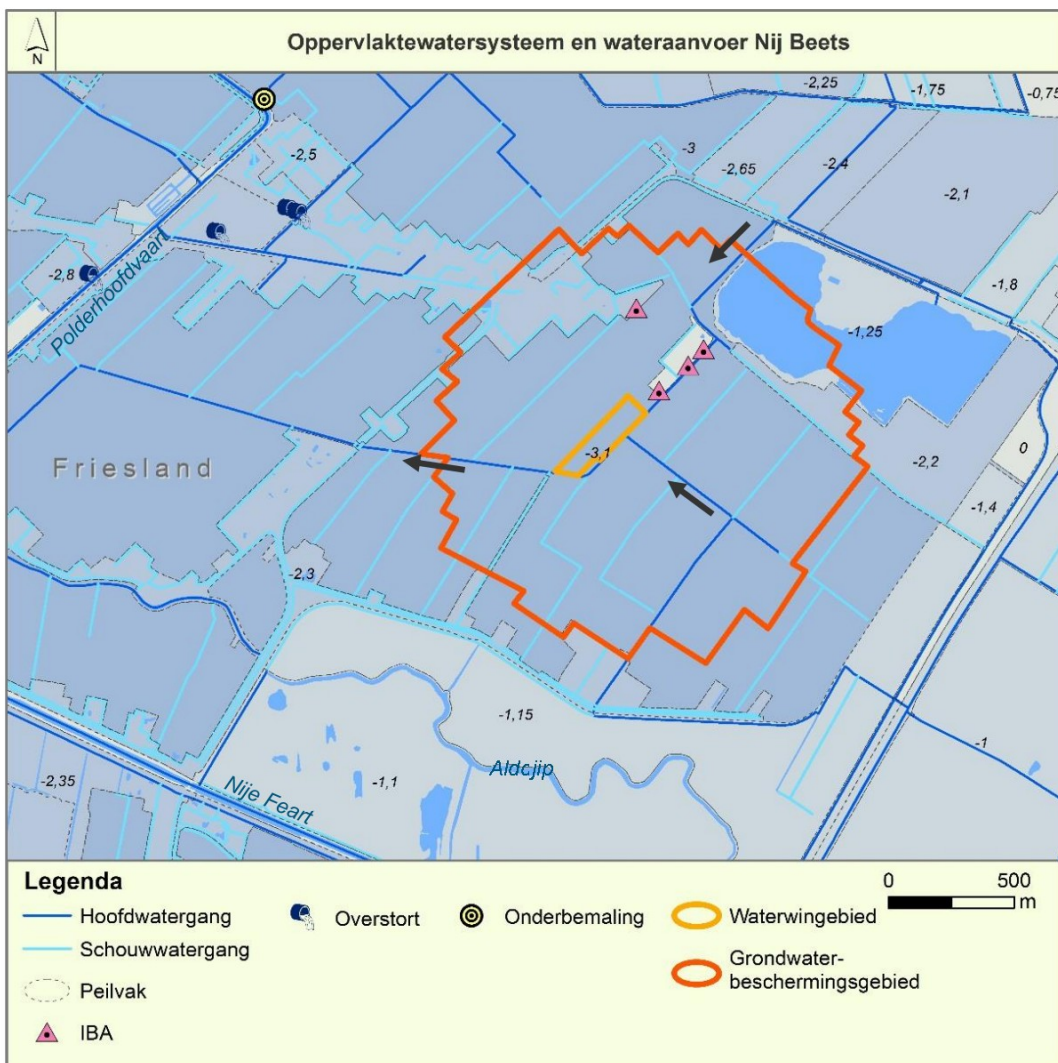 N
Oppervlaktewatersysteem en wateraanvoer Nij Beets
-2,25
-1,75
-0,75
-2,5
-3
-2,65
-2,4
-2,1
-2,8
Polderhoofdvaart
-1,8
-1,25
Friesland
-3,1
-2,2
0
-1,4
-2,3
-1,15
-1
Aldcjip
-1,1
-2,35
Nije Feart
Legenda
Hoofdwatergang
Schouwwatergang
Peilvak
IBA
Overstort
Onderbemaling
Waterwingebied
Grondwater-
beschermingsgebied
0 500
m